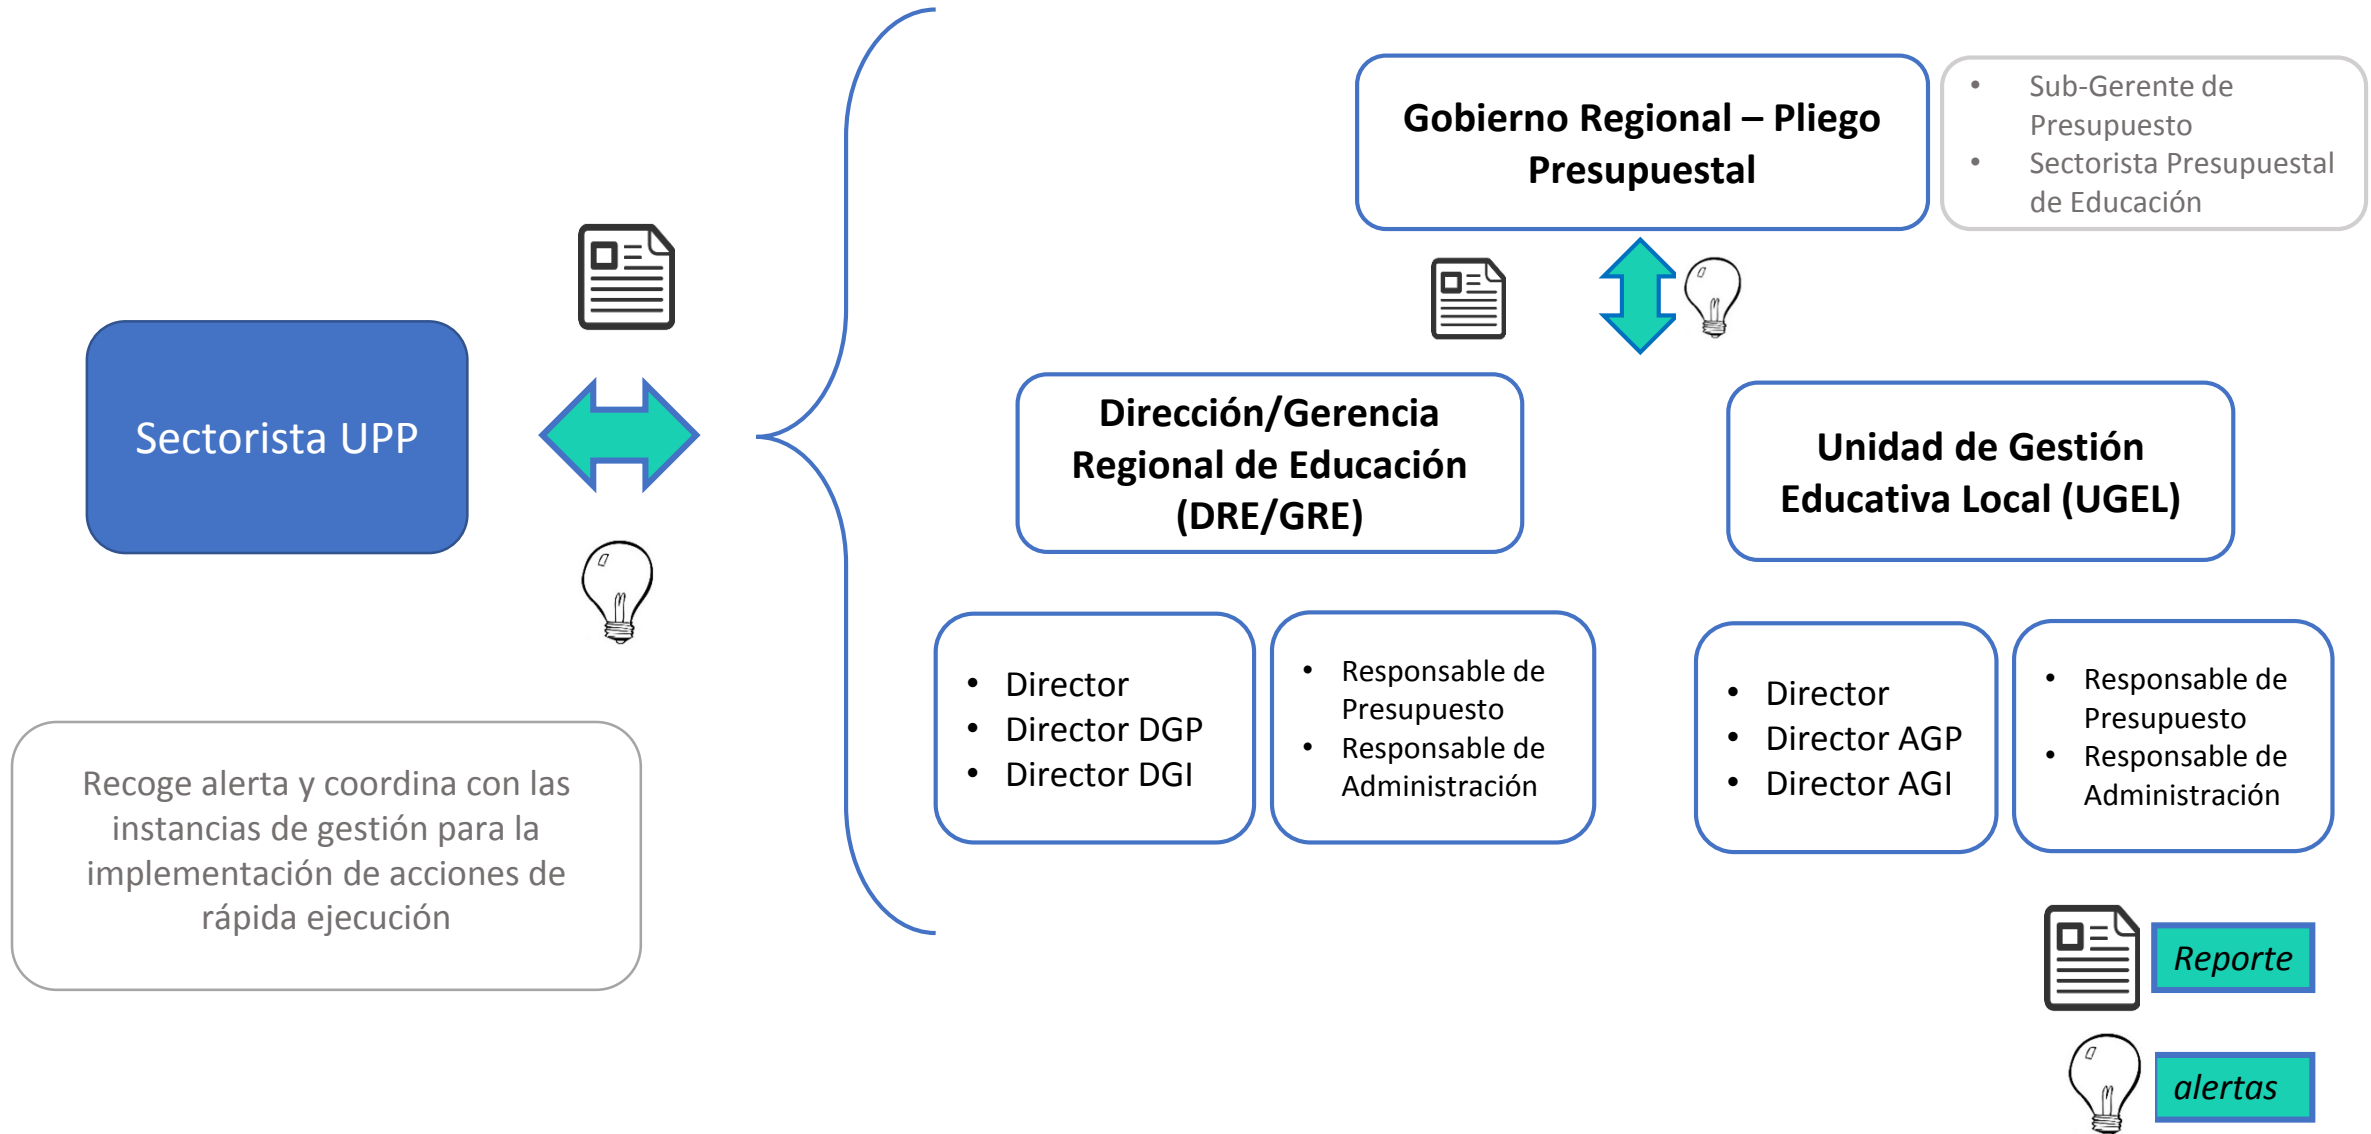 Gobierno Regional – Pliego
Presupuestal
• Sub-Gerente de
Presupuesto
• Sectorista Presupuestal
de Educación
Sectorista UPP
Dirección/Gerencia
Regional de Educación
(DRE/GRE)
Unidad de Gestión
Educativa Local (UGEL)
• Director
• Director DGP
• Director DGI
• Responsable de
Presupuesto
• Responsable de
Administración
• Director
• Director AGP
• Director AGI
• Responsable de
Presupuesto
• Responsable de
Administración
Recoge alerta y coordina con las
instancias de gestión para la
implementación de acciones de
rápida ejecución
Reporte
alertas